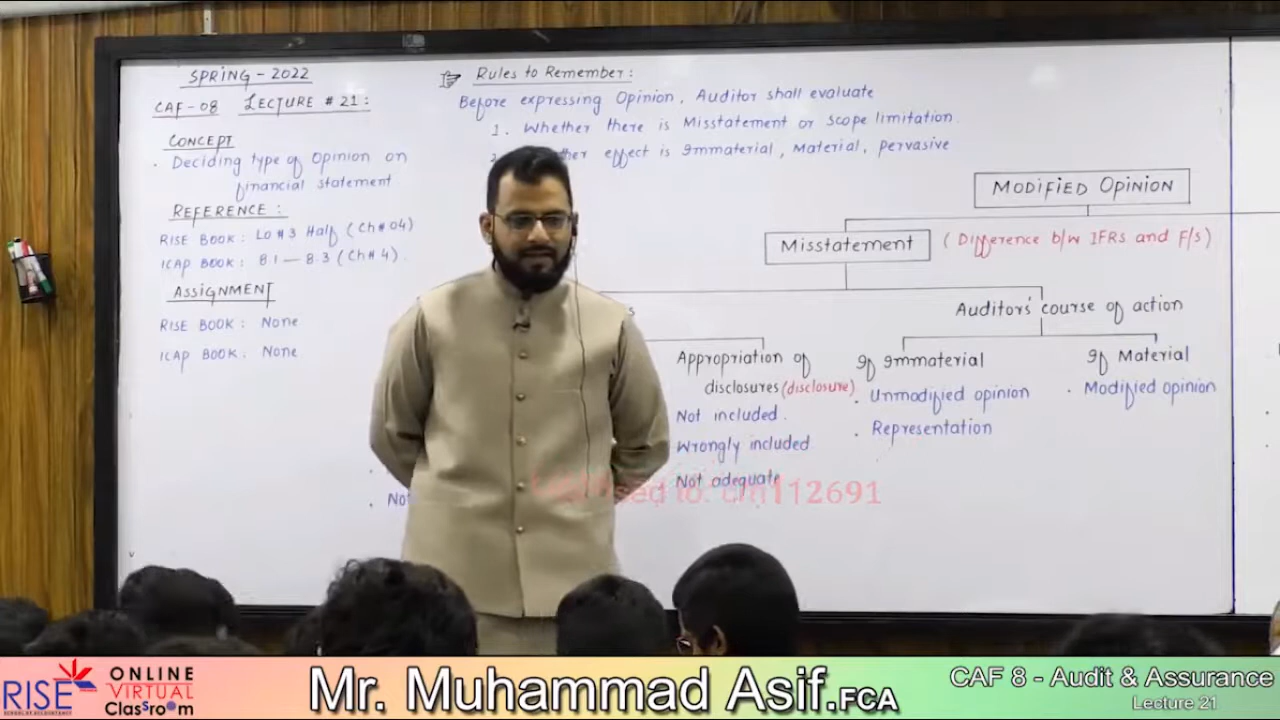 SPRING - 2022
CAF - 08 LECTURE # 21 :
CONCEPT
. Deciding type of Opinion on
financial statement
REFERENCE :
RISE BOOK : LO # 3 Half (Ch # 04)
ICAP BOOK : 8.1 — 8.3 (Ch # 4) .
ASSIGNMENT
RISE BOOK : None
ICAP BOOK : None
Rules to Remember :
Before expressing Opinion, Auditor shall evaluate
1. Whether there is Misstatement or scope limitation.
effect is Immaterial, Material, pervasive
MODIFIED OPINION
Misstatement (Difference b/w IFRs and F/s)
Auditors' course of action
Appropriation of
disclosures (disclosure)
Not included .
Wrongly included
Not adequate
If Immaterial
. Unmodified opinion
. Representation
If Material
. Modified opinion
to: cm112691
RISE
ONLINE
VIRTUAL
ClassroOm
Mr. Muhammad Asif.FCA
CAF 8 - Audit & Assurance
Lecture 21